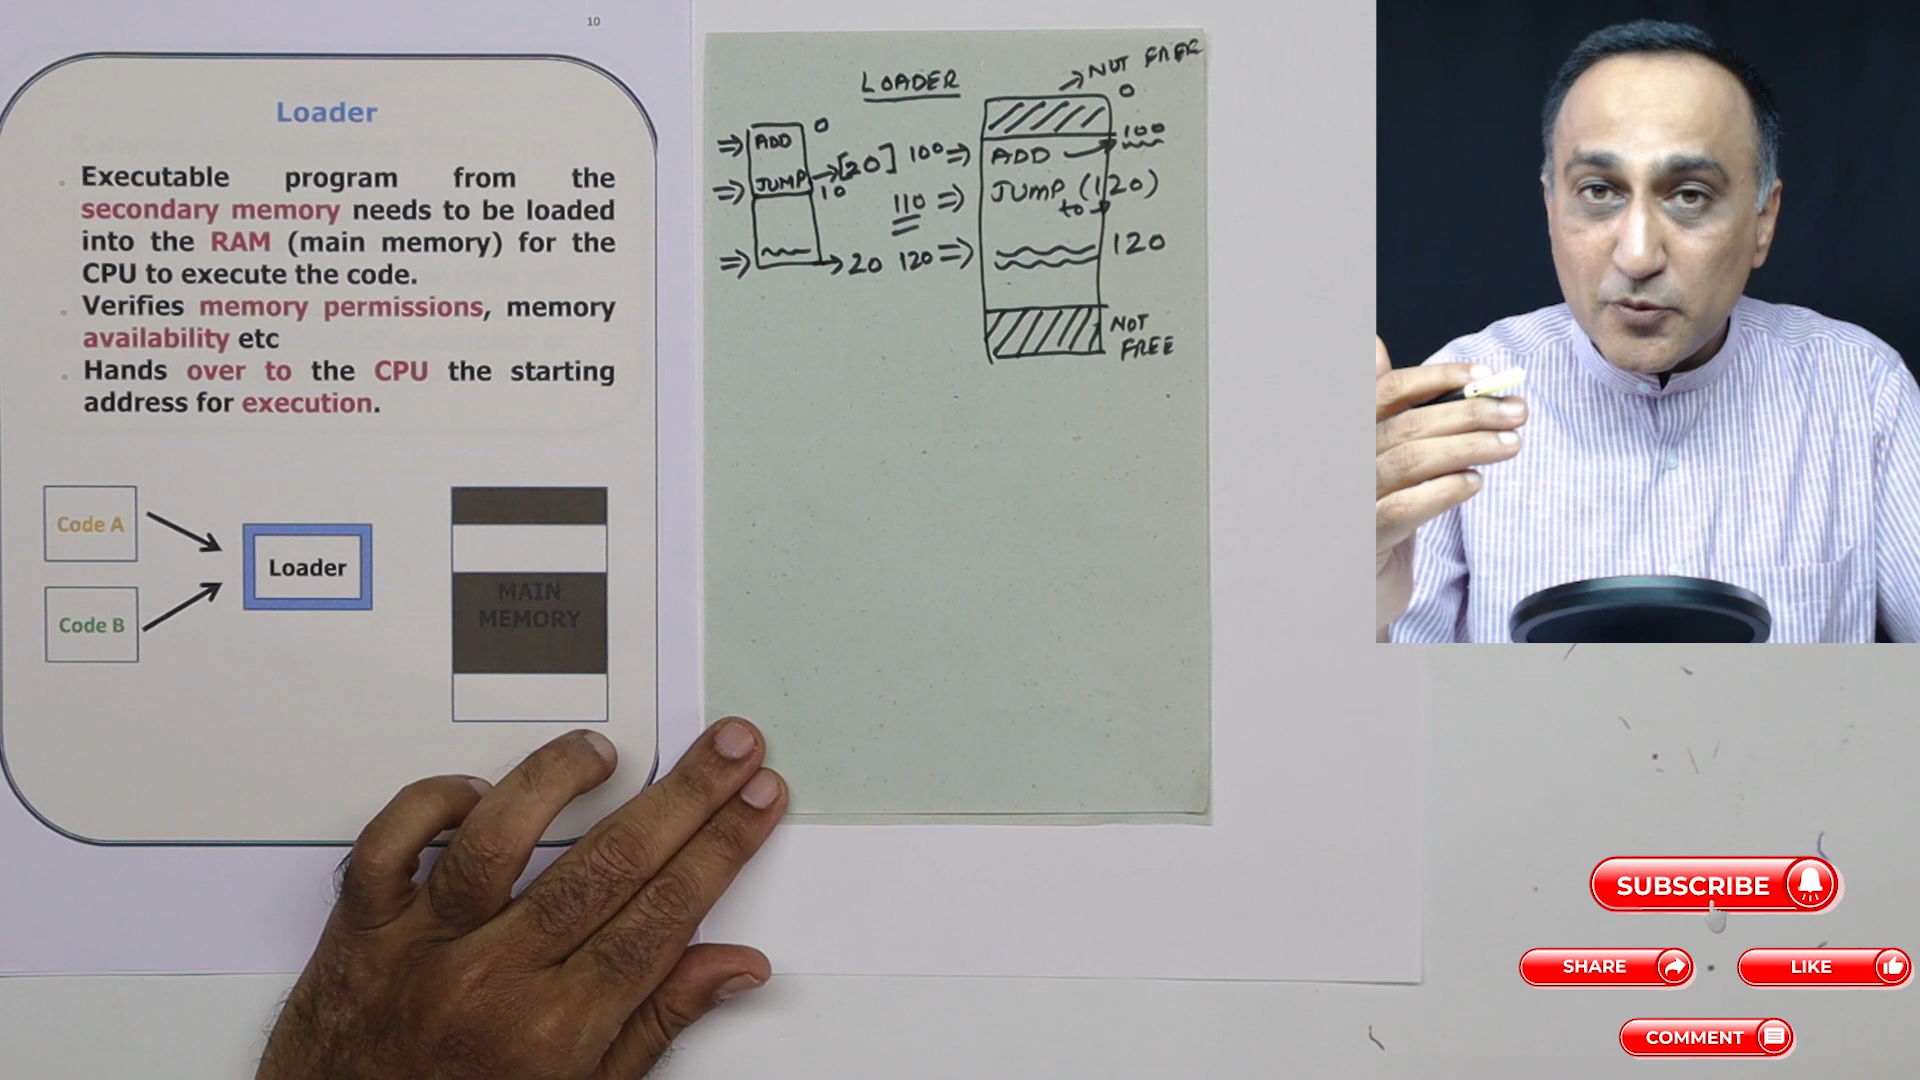 10
Loader
Executable program from the
secondary memory needs to be loaded
into the RAM (main memory) for the
CPU to execute the code.
Verifies memory permissions, memory
availability etc
Hands over to the CPU the starting
address for execution.
Code A
Code B
Loader
MAIN
MEMORY
LOADER
ADD
0
JUMP
[20]
10
20
NOT FREE
0
100
100
ADD
110
JUMP (120)
to
120
120
NOT
FREE
SUBSCRIBE
SHARE
LIKE
COMMENT